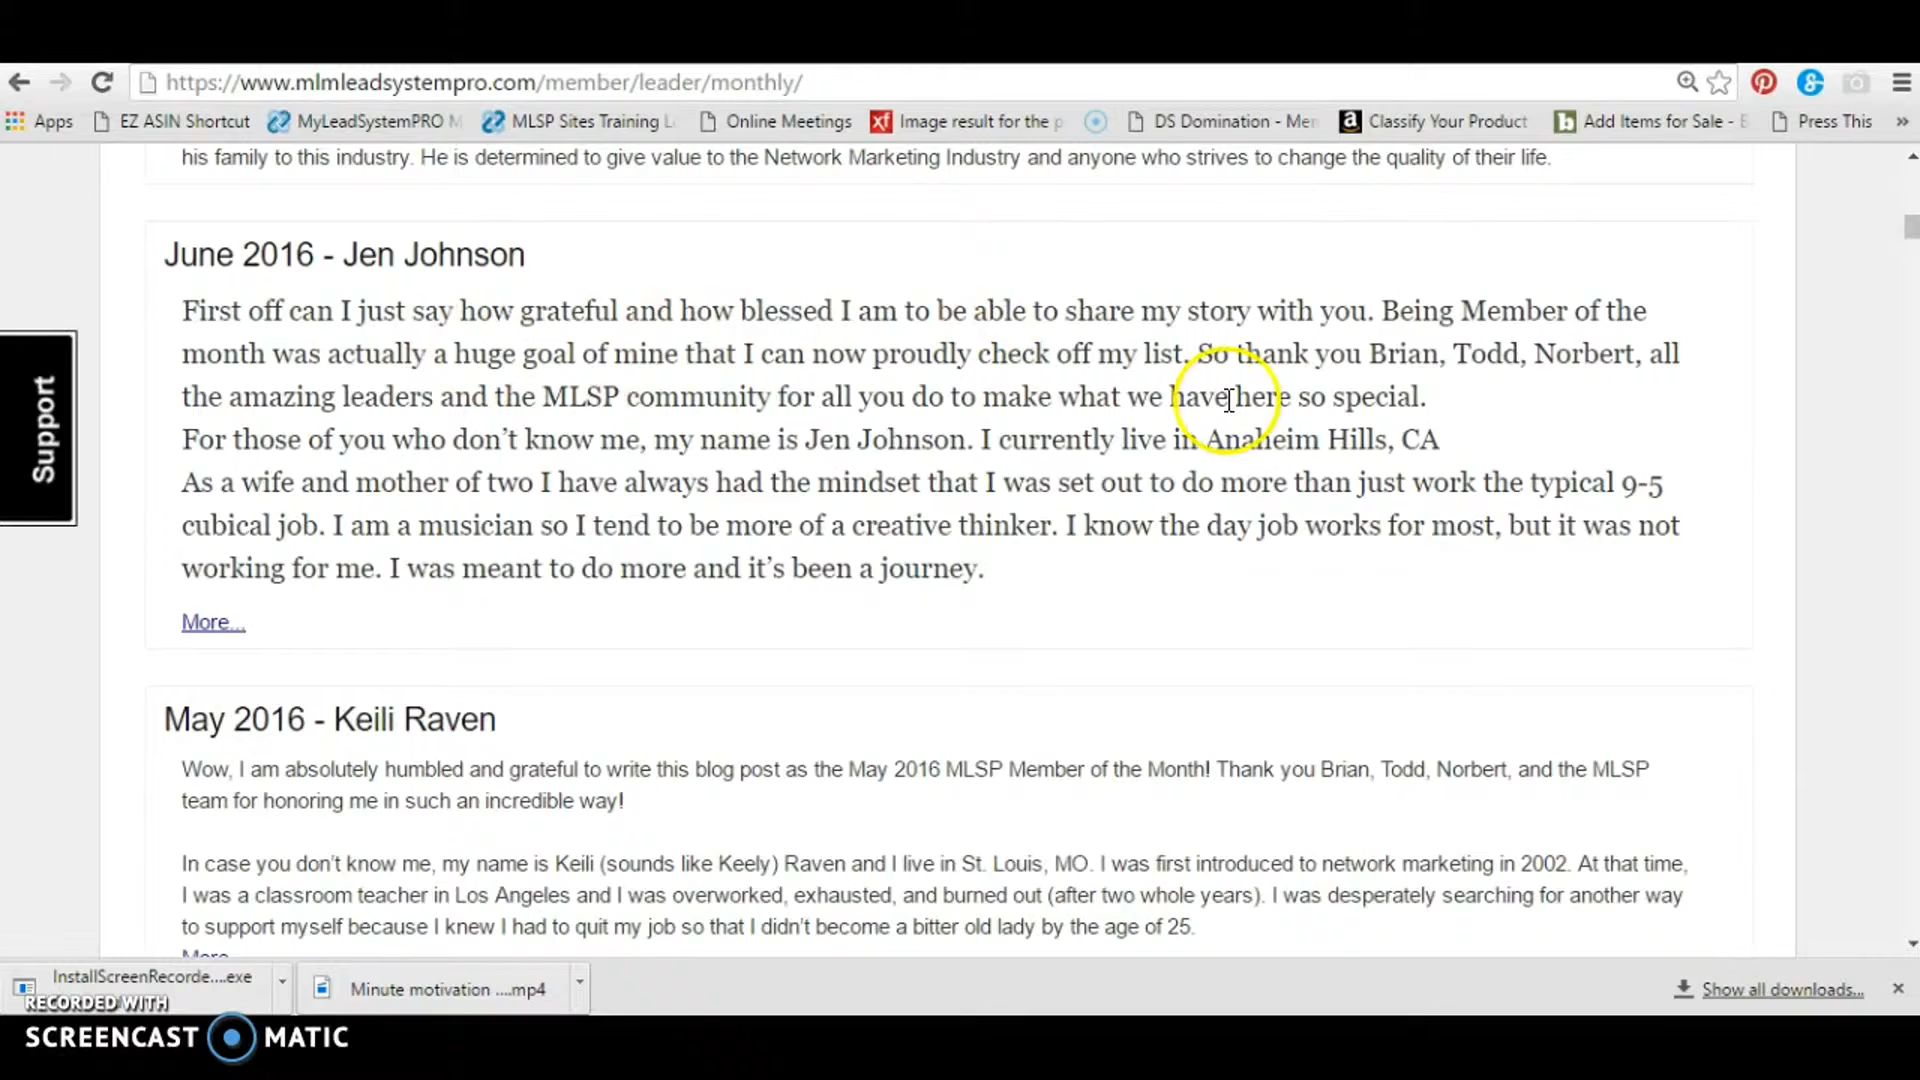 https://www.mlmleadsystempro.com/member/leader/monthly/
Apps EZ ASIN Shortcut MyLeadSystemPRO M MLSP Sites Training L Online Meetings Image result for the p DS Domination - Mem Classify Your Product Add Items for Sale - Press This »
his family to this industry. He is determined to give value to the Network Marketing Industry and anyone who strives to change the quality of their life.
June 2016 - Jen Johnson
First off can I just say how grateful and how blessed I am to be able to share my story with you. Being Member of the
month was actually a huge goal of mine that I can now proudly check off my list. So thank you Brian, Todd, Norbert, all
the amazing leaders and the MLSP community for all you do to make what we have here so special.
For those of you who don't know me, my name is Jen Johnson. I currently live in Anaheim Hills, CA
As a wife and mother of two I have always had the mindset that I was set out to do more than just work the typical 9-5
cubical job. I am a musician so I tend to be more of a creative thinker. I know the day job works for most, but it was not
working for me. I was meant to do more and it's been a journey.
More...
Support
May 2016 - Keili Raven
Wow, I am absolutely humbled and grateful to write this blog post as the May 2016 MLSP Member of the Month! Thank you Brian, Todd, Norbert, and the MLSP
team for honoring me in such an incredible way!
In case you don't know me, my name is Keili (sounds like Keely) Raven and I live in St. Louis, MO. I was first introduced to network marketing in 2002. At that time,
I was a classroom teacher in Los Angeles and I was overworked, exhausted, and burned out (after two whole years). I was desperately searching for another way
to support myself because I knew I had to quit my job so that I didn't become a bitter old lady by the age of 25.
More
InstallScreenRecorde....exe Minute motivation ....mp4 Show all downloads...
RECORDED WITH
SCREENCAST MATIC